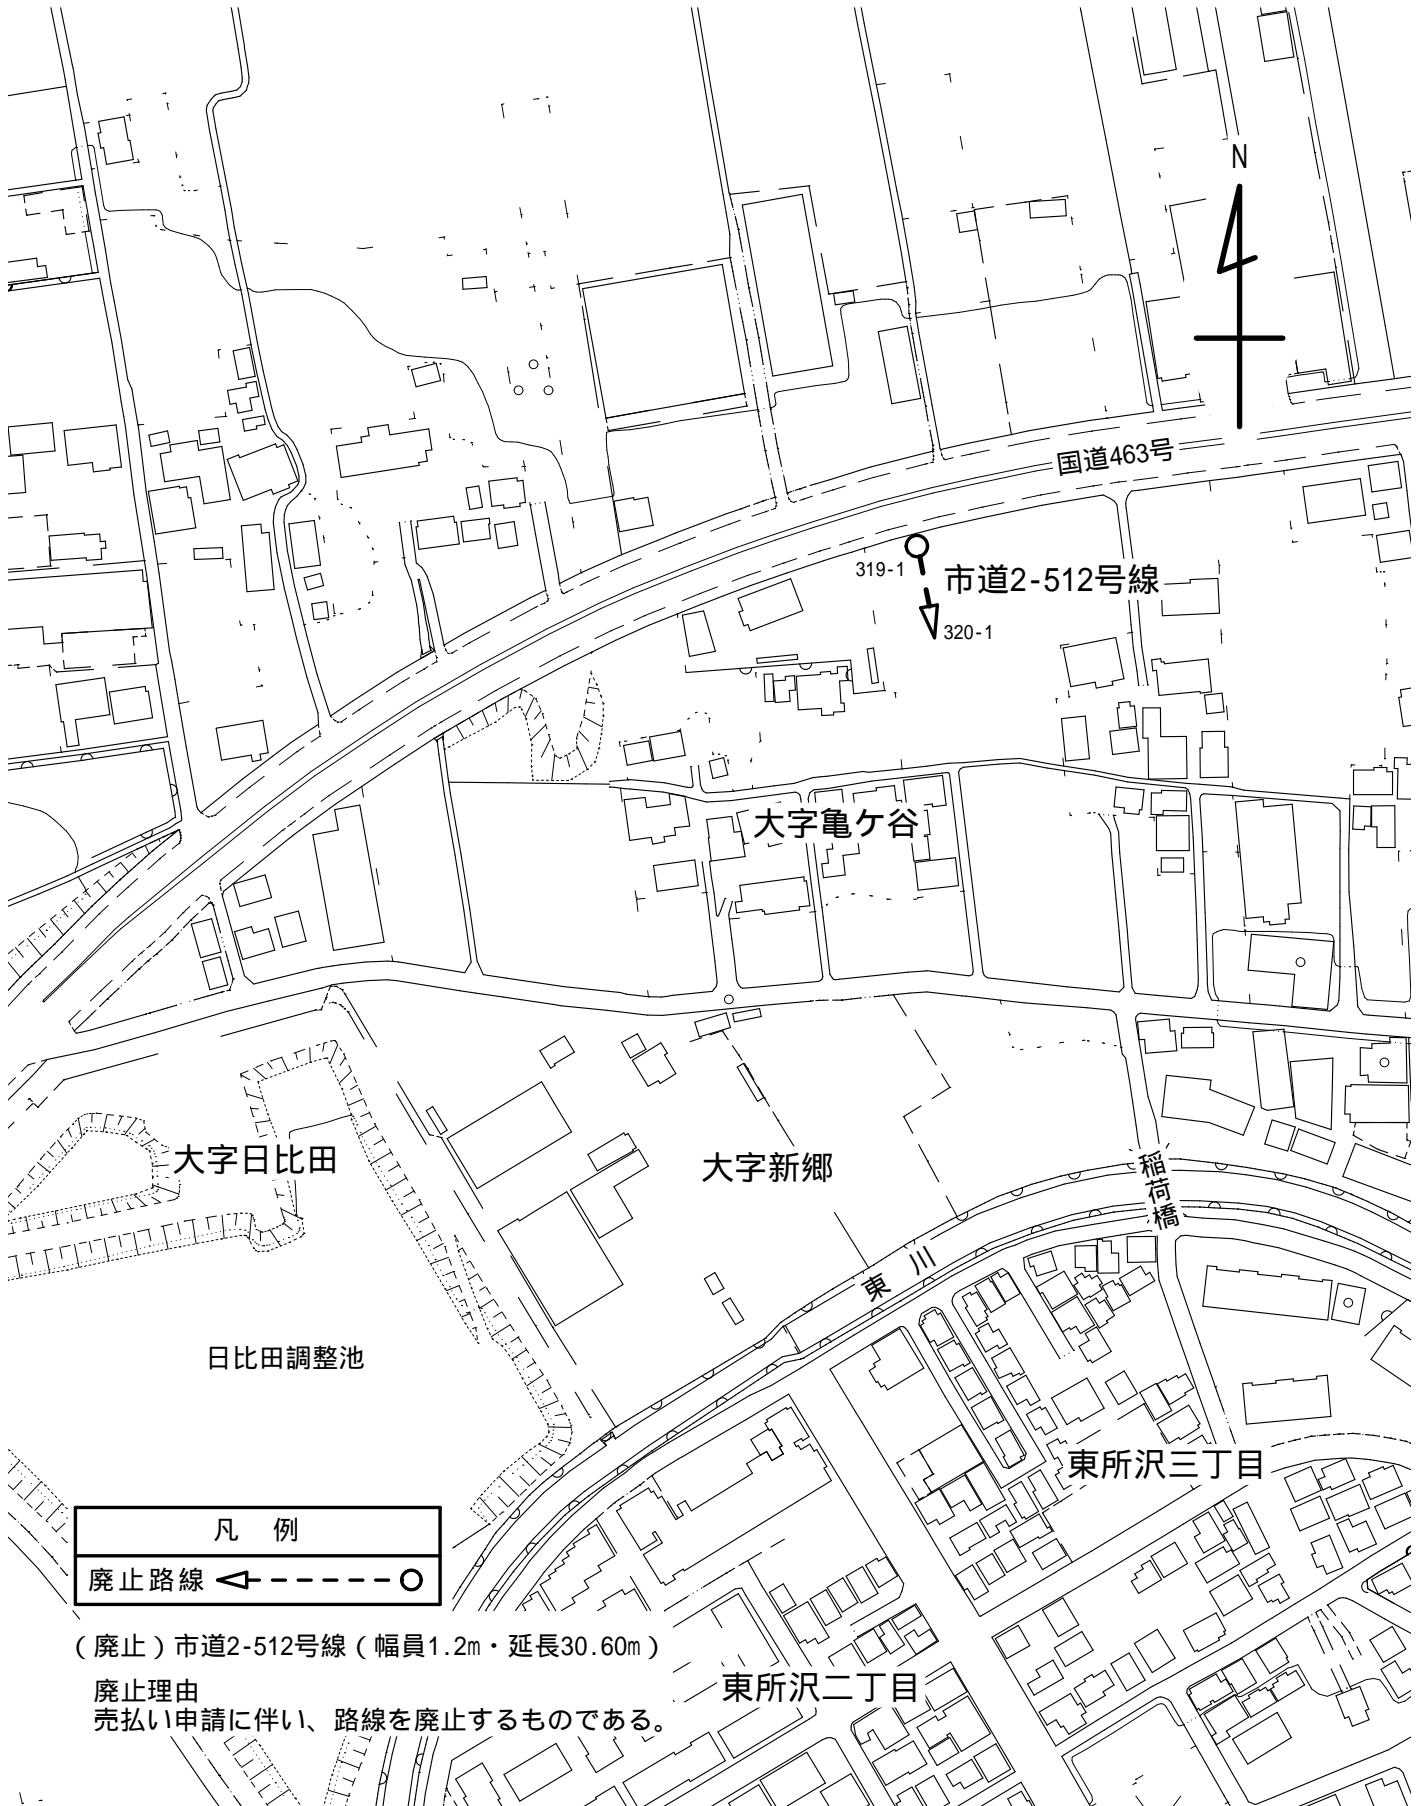 N
国道463号
319-1
市道2-512号線
320-1
大字亀ケ谷
大字日比田
大字新郷
稲荷橋
東川
日比田調整池
東所沢三丁目
凡 例
廃止路線
（廃止）市道2-512号線（幅員1.2m・延長30.60m）
廃止理由
売払い申請に伴い、路線を廃止するものである。
東所沢二丁目